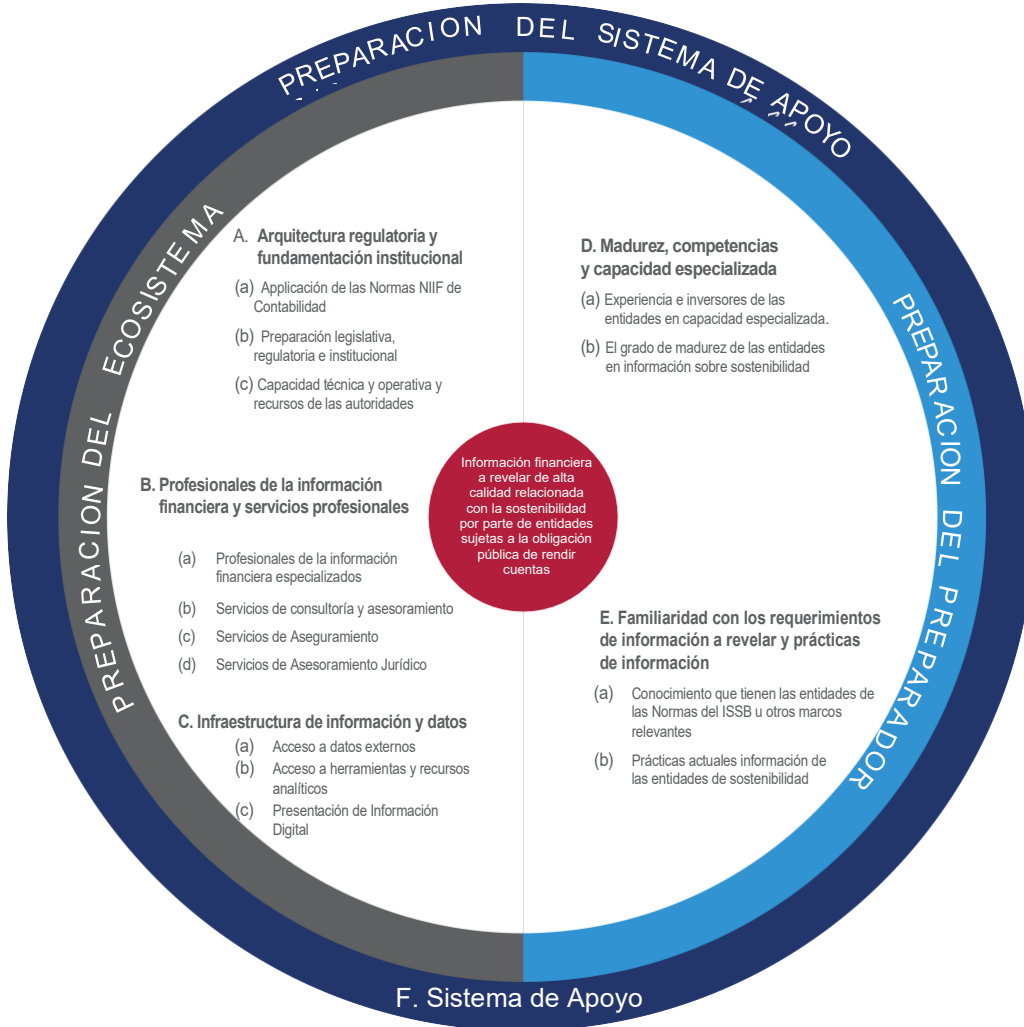 PREPARACION DEL SISTEMA DE APOYO
PREPARACION DEL ECOSISTEMA
A. Arquitectura regulatoria y
fundamentación institucional
(a) Applicación de las Normas NIIF de
Contabilidad
(b) Preparación legislativa,
regulatoria e institucional
(c) Capacidad técnica y operativa y
recursos de las autoridades
B. Profesionales de la información
financiera y servicios profesionales
(a) Profesionales de la información
financiera especializados
(b) Servicios de consultoría y asesoramiento
(c) Servicios de Aseguramiento
(d) Servicios de Asesoramiento Jurídico
C. Infraestructura de información y datos
(a) Acceso a datos externos
(b) Acceso a herramientas y recursos
analíticos
(c) Presentación de Información
Digital
Información financiera
a revelar de alta
calidad relacionada
con la sostenibilidad
por parte de entidades
sujetas a la obligación
pública de rendir
cuentas
PREPARACION DEL PREPARADOR
D. Madurez, competencias
y capacidad especializada
(a) Experiencia e inversores de las
entidades en capacidad especializada.
(b) El grado de madurez de las entidades
en información sobre sostenibilidad
E. Familiaridad con los requerimientos
de información a revelar y prácticas
de información
(a) Conocimiento que tienen las entidades de
las Normas del ISSB u otros marcos
relevantes
(b) Prácticas actuales información de
las entidades de sostenibilidad
F. Sistema de Apoyo